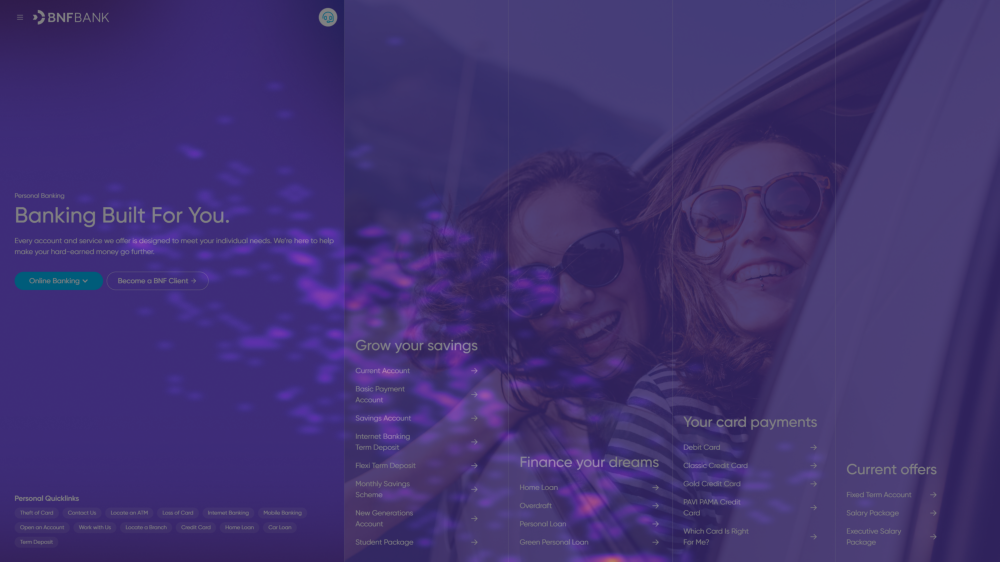 BNFBANK
Personal Banking
Banking Built For You.
Every account and service we offer is designed to meet your individual needs. We're here to help
make your hard-earned money go further.
Online Banking
Become a BNF Client →
Personal Quicklinks
Theft of Card
Contact Us
Locate an ATM
Loss of Card
Internet Banking
Mobile Banking
Open an Account
Work with Us
Locate a Branch
Credit Card
Home Loan
Car Loan
Term Deposit
Grow your savings
Current Account →
Basic Payment
Account →
Savings Account →
Internet Banking
Term Deposit →
Flexi Term Deposit →
Monthly Savings
Scheme →
New Generations
Account →
Student Package →
Finance your dreams
Home Loan →
Overdraft →
Personal Loan →
Green Personal Loan →
Your card payments
Debit Card →
Classic Credit Card →
Gold Credit Card →
PAVI PAMA Credit
Card →
Which Card Is Right
For Me? →
Current offers
Fixed Term Account →
Salary Package →
Executive Salary
Package →